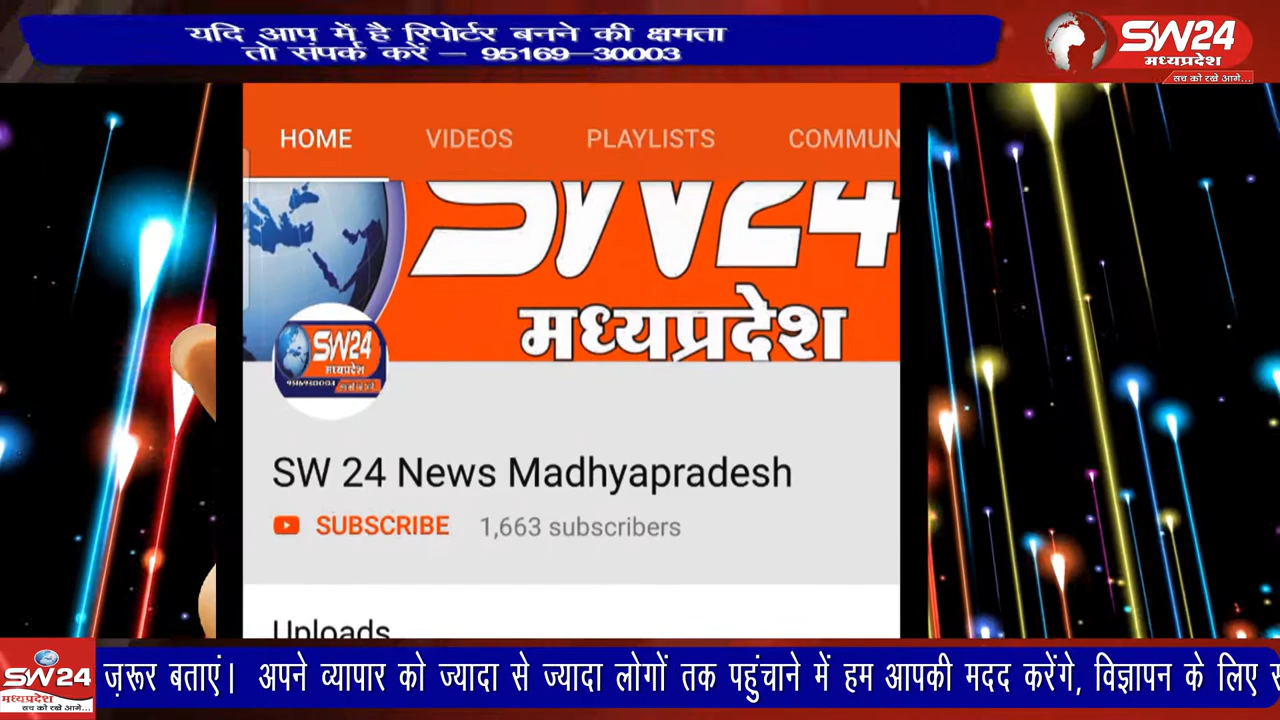 यदि आप में है रिपोर्टर बनने की क्षमता
तो संपर्क करें – 95169–30003
SW24
मध्यप्रदेश
सच को रखे आगे...
HOME VIDEOS PLAYLISTS COMMUN
SW24
मध्यप्रदेश
SW24
मध्यप्रदेश
9516930003
SW 24 News Madhyapradesh
SUBSCRIBE 1,663 subscribers
Uploads
SW24
मध्यप्रदेश
सच को रखे आगे...
ज़रूर बताएं। अपने व्यापार को ज्यादा से ज्यादा लोगों तक पहुंचाने में हम आपकी मदद करेंगे, विज्ञापन के लिए